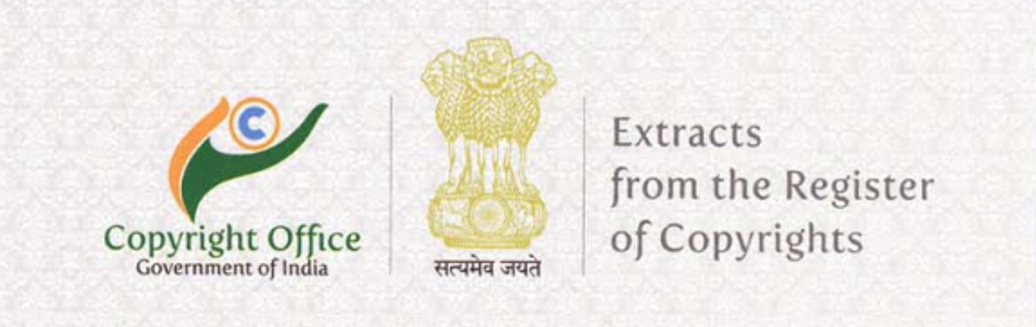 Copyright Office
Government of India
सत्यमेव जयते
Extracts
from the Register
of Copyrights